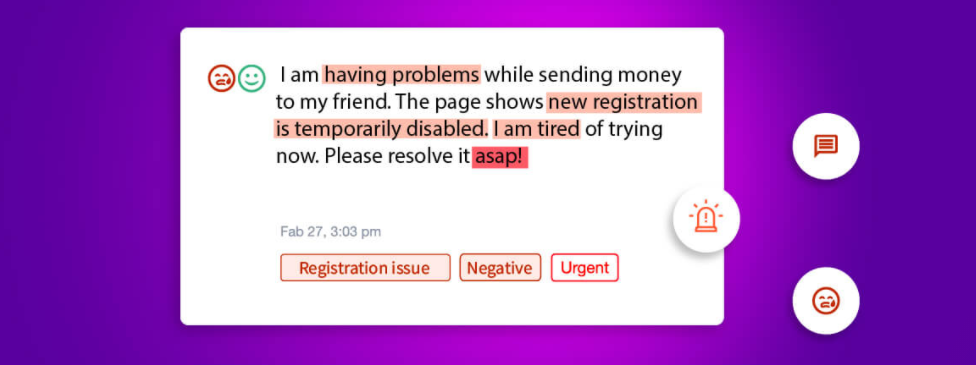 I am having problems while sending money
to my friend. The page shows new registration
is temporarily disabled. I am tired of trying
now. Please resolve it asap!
Fab 27, 3:03 pm
Registration issue Negative Urgent